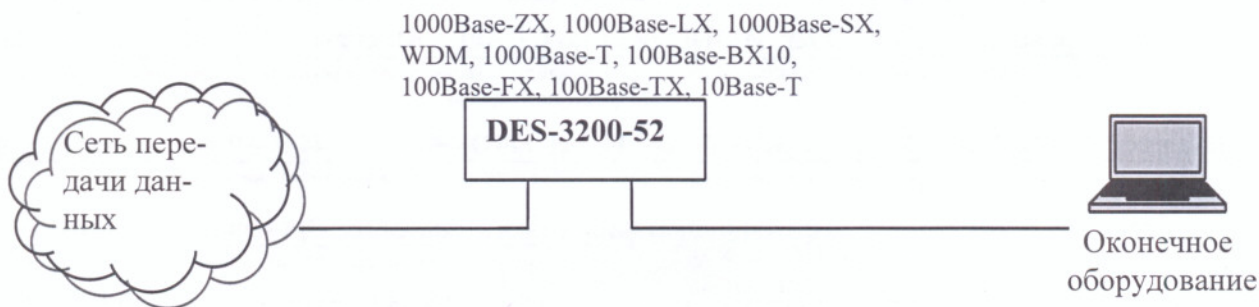 1000Base-ZX, 1000Base-LX, 1000Base-SX,
WDM, 1000Base-T, 100Base-BX10,
100Base-FX, 100Base-TX, 10Base-T
DES-3200-52
Сеть пере-
дачи дан-
ных
Оконечное
оборудование